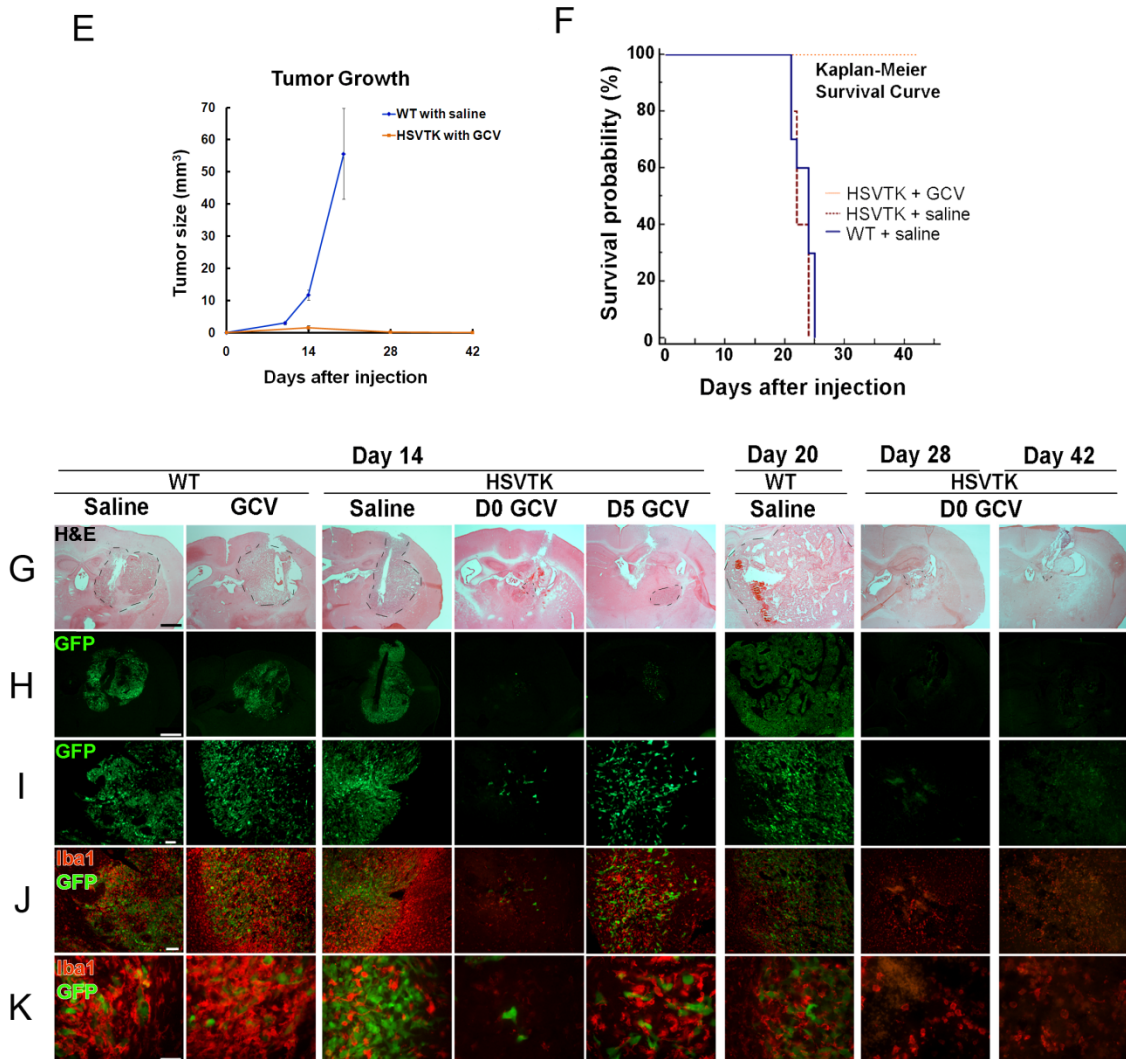 E
F
Tumor Growth
70
60
50
40
30
20
10
0
Tumor size (mm³)
WT with saline
HSVTK with GCV
0 14 28 42
Days after injection
100
80
60
40
20
0
Survival probability (%)
Kaplan-Meier
Survival Curve
HSVTK + GCV
HSVTK + saline
WT + saline
0 10 20 30 40
Days after injection
Day 14 Day 20 Day 28 Day 42
WT HSVTK WT HSVTK
Saline GCV Saline D0 GCV D5 GCV Saline D0 GCV
G
H&E
H
GFP
I
GFP
J
Iba1
GFP
K
Iba1
GFP